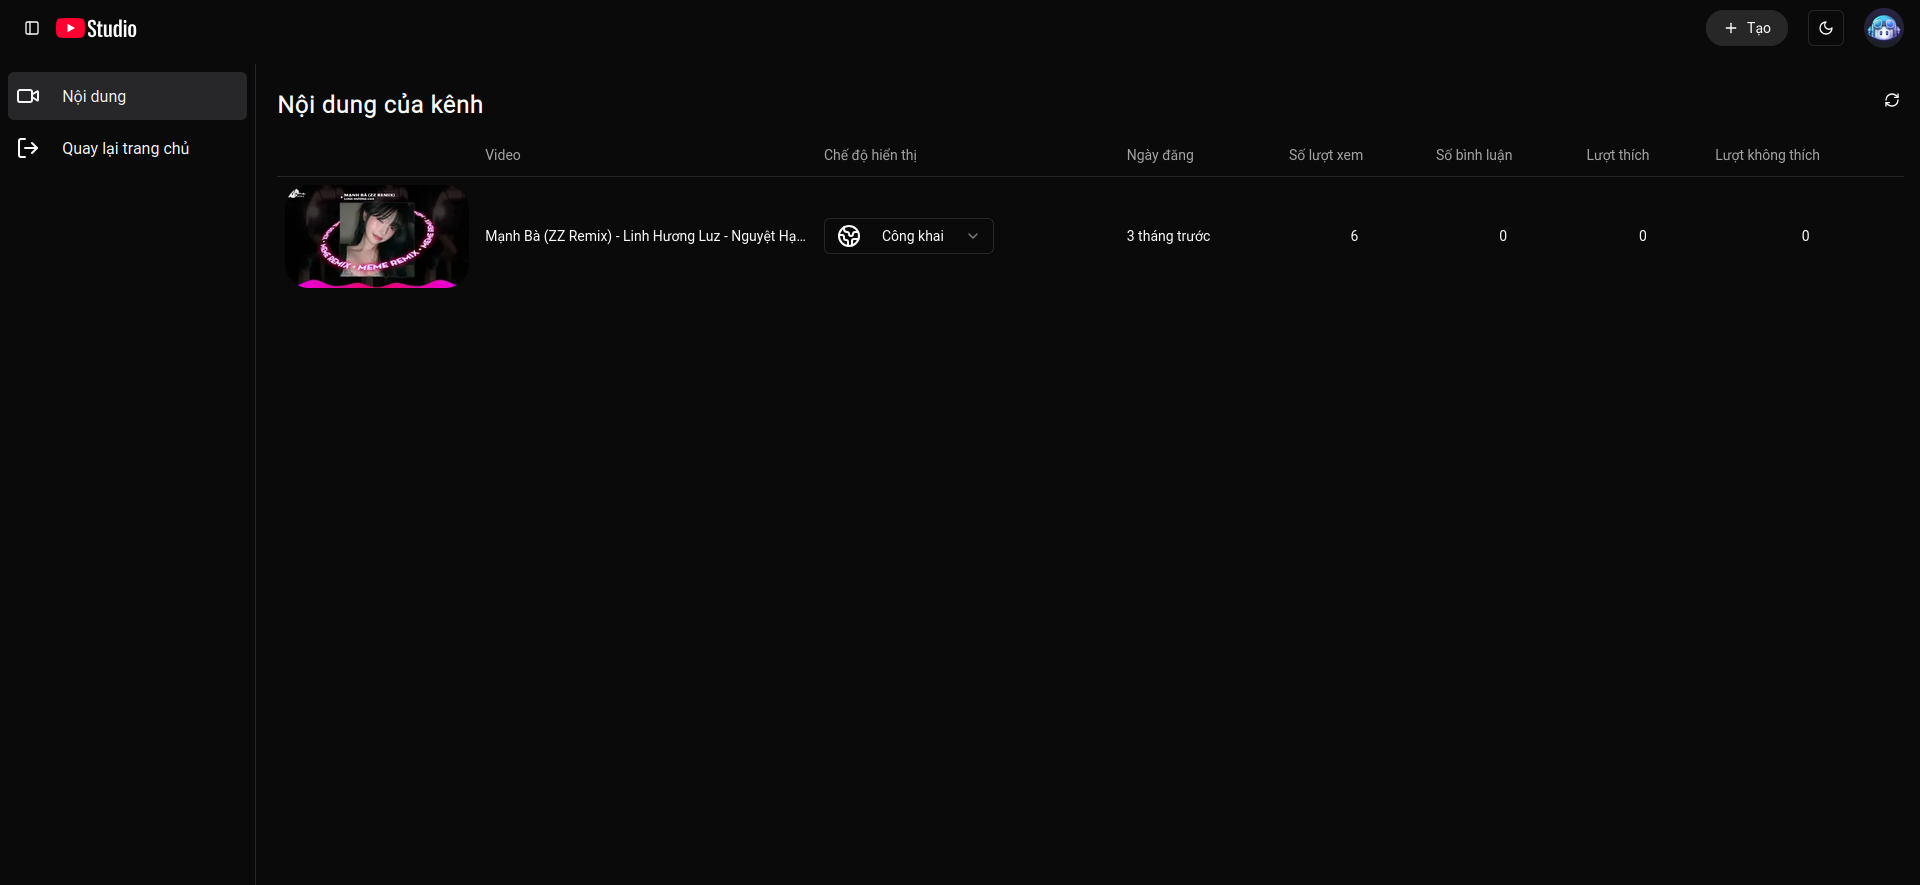 Studio
Tạo
Nội dung
Quay lại trang chủ
Nội dung của kênh
Video Chế độ hiển thị Ngày đăng Số lượt xem Số bình luận Lượt thích Lượt không thích
MẠNH BÀ (ZZ REMIX)
MEME REMIX
Mạnh Bà (ZZ Remix) - Linh Hương Luz - Nguyệt Hạ... Công khai 3 tháng trước 6 0 0 0